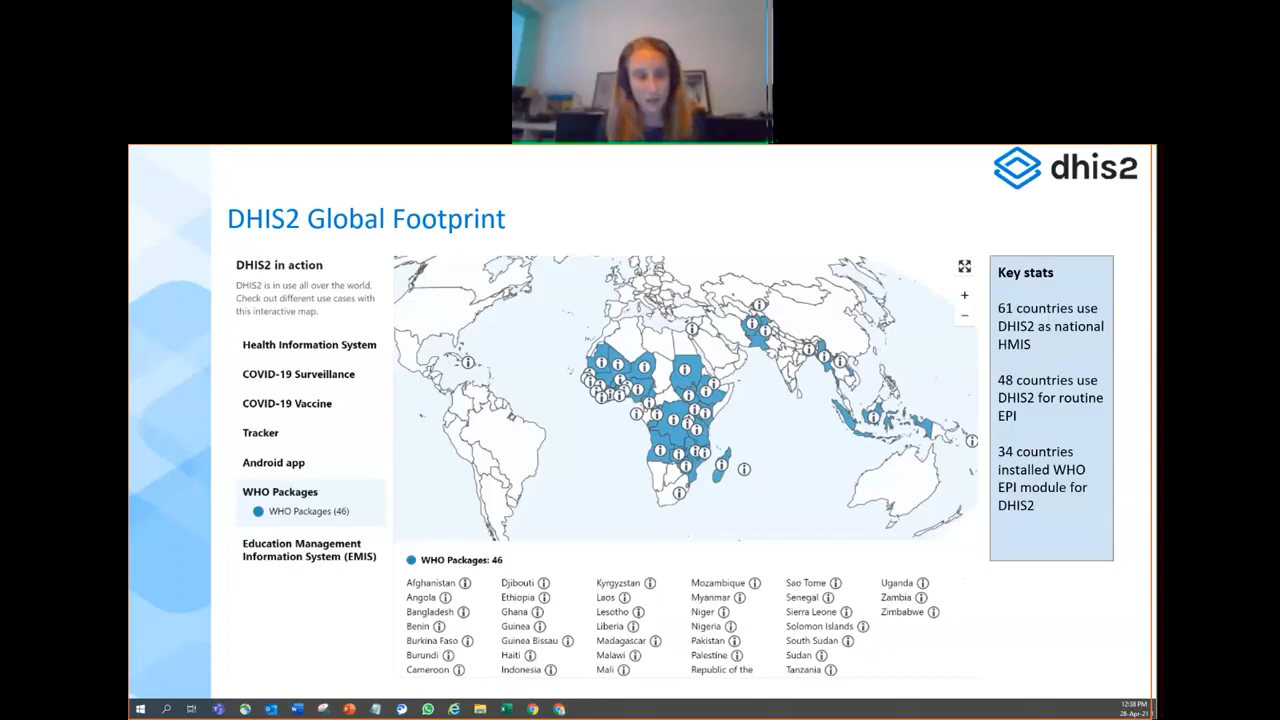 dhis2
DHIS2 Global Footprint
DHIS2 in action
DHIS2 is in use all over the world.
Check out different use cases with
this interactive map.
Health Information System
COVID-19 Surveillance
COVID-19 Vaccine
Tracker
Android app
WHO Packages
WHO Packages (46)
Education Management
Information System (EMIS)
+
−
Key stats
61 countries use
DHIS2 as national
HMIS
48 countries use
DHIS2 for routine
EPI
34 countries
installed WHO
EPI module for
DHIS2
WHO Packages: 46
Afghanistan
Angola
Bangladesh
Benin
Burkina Faso
Burundi
Cameroon
Djibouti
Ethiopia
Ghana
Guinea
Guinea Bissau
Haiti
Indonesia
Kyrgyzstan
Laos
Lesotho
Liberia
Madagascar
Malawi
Mali
Mozambique
Myanmar
Niger
Nigeria
Pakistan
Palestine
Republic of the
Sao Tome
Senegal
Sierra Leone
Solomon Islands
South Sudan
Sudan
Tanzania
Uganda
Zambia
Zimbabwe
12:38 PM
28-Apr-21